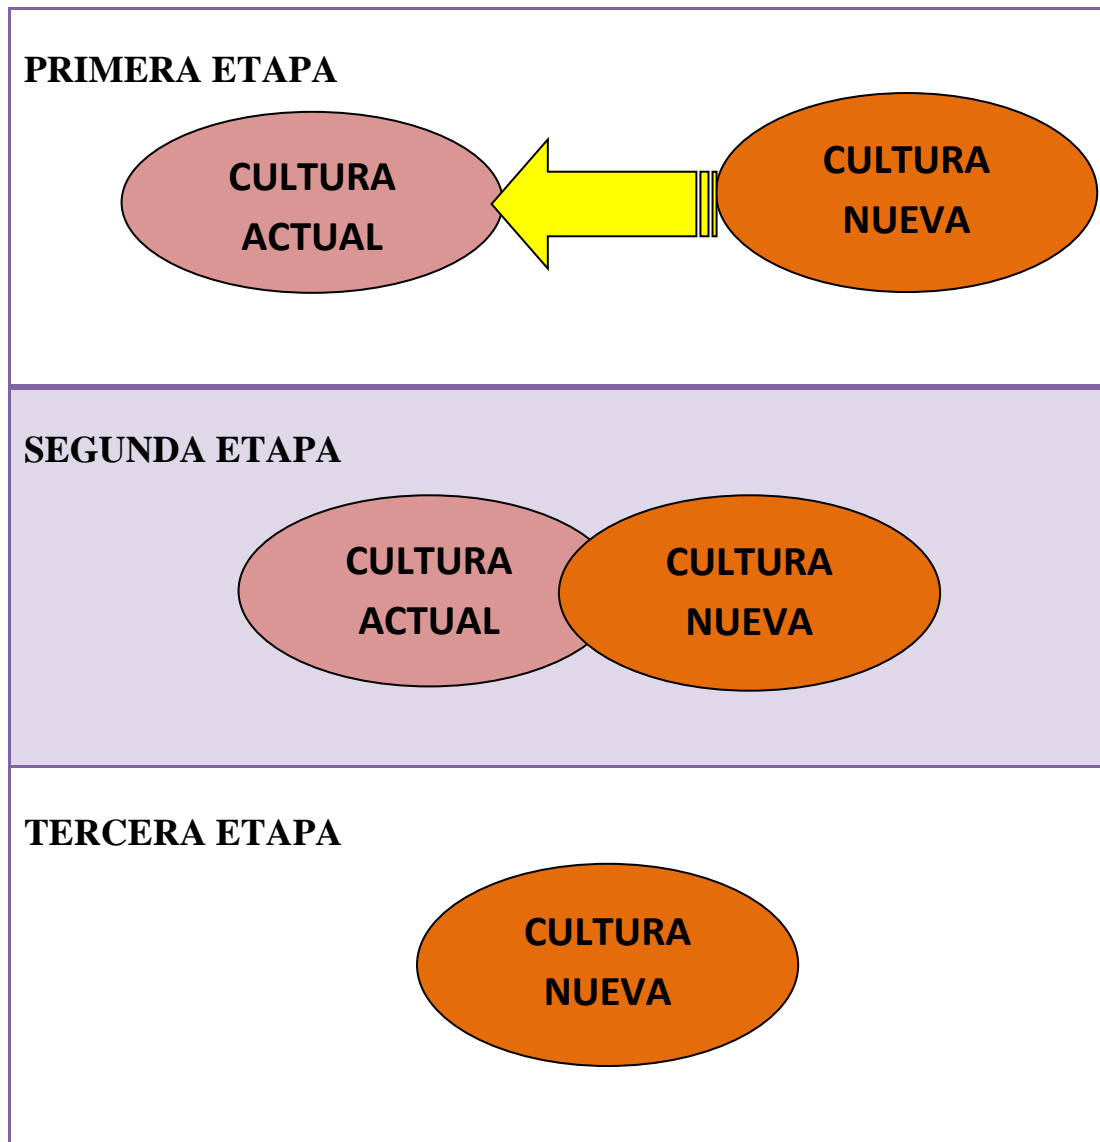 PRIMERA ETAPA
CULTURA
ACTUAL
CULTURA
NUEVA
SEGUNDA ETAPA
CULTURA
ACTUAL
CULTURA
NUEVA
TERCERA ETAPA
CULTURA
NUEVA